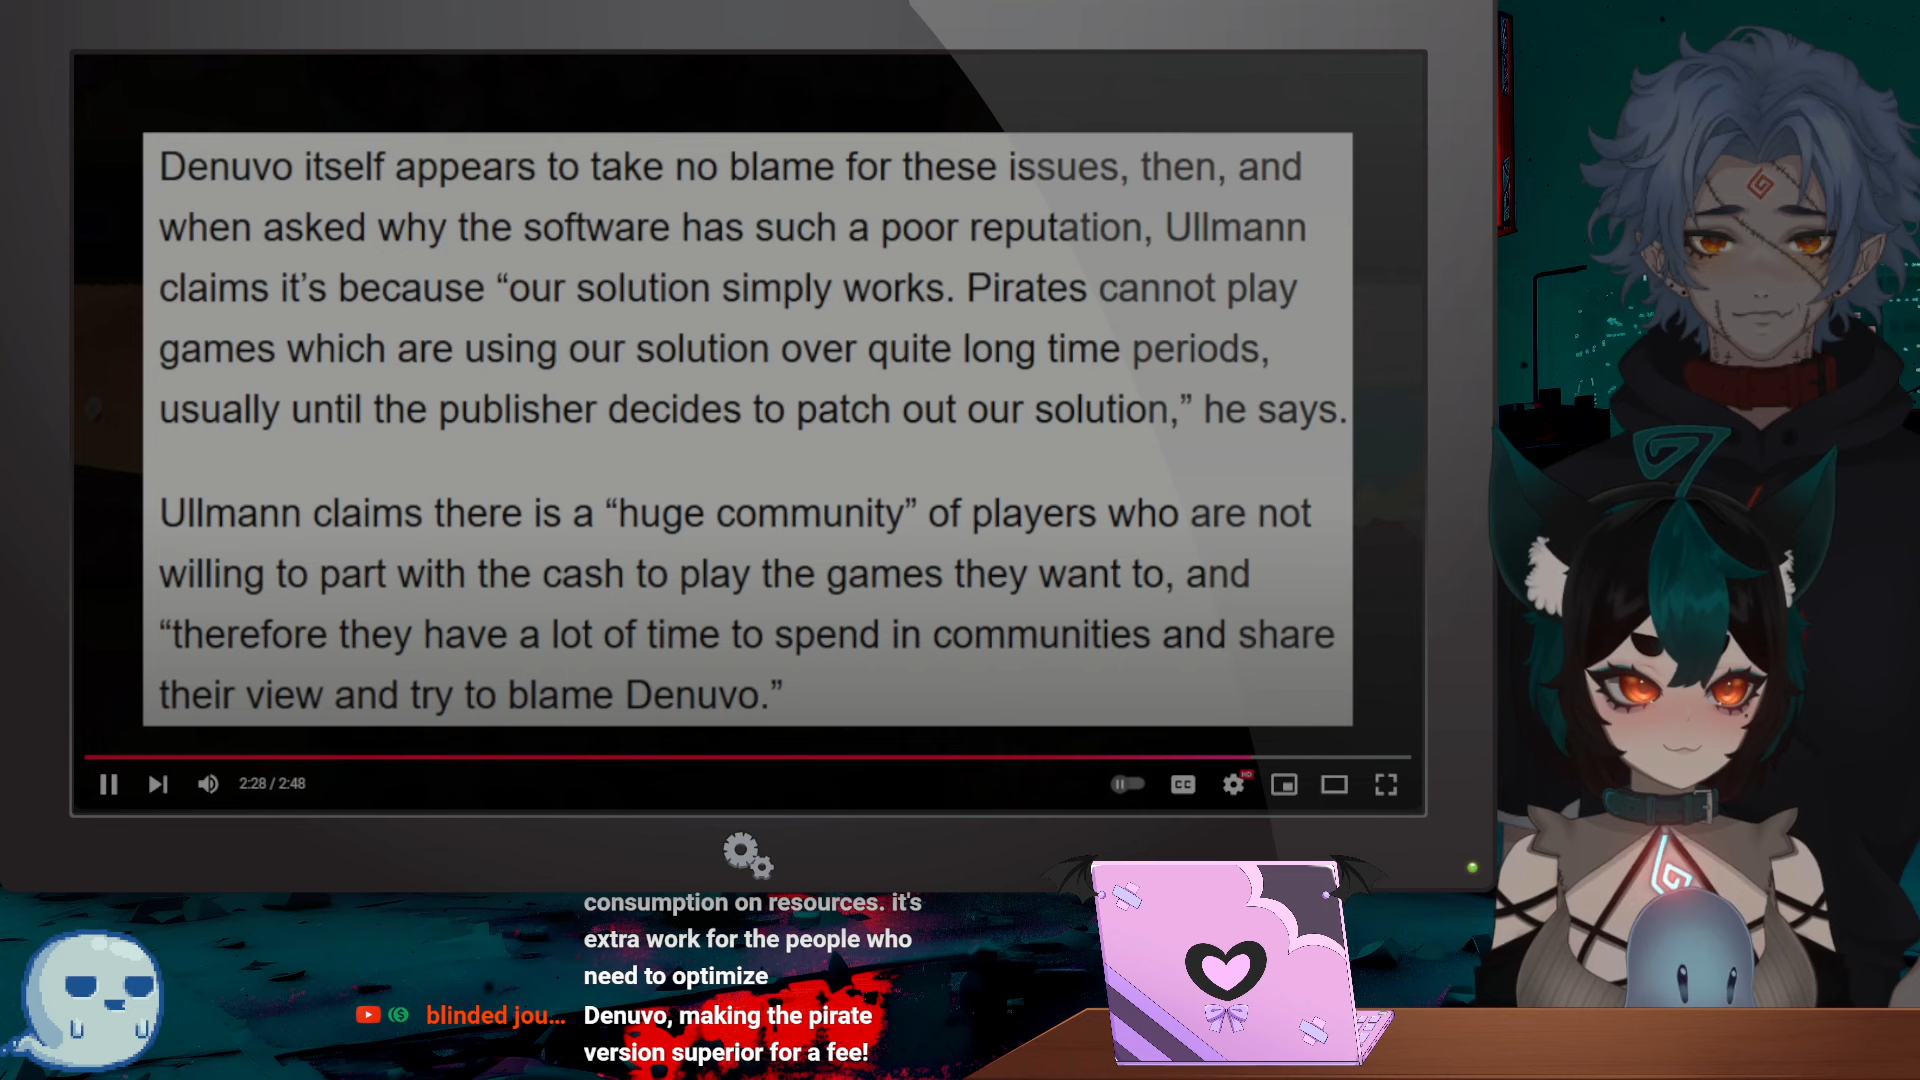 Denuvo itself appears to take no blame for these issues, then, and
when asked why the software has such a poor reputation, Ullmann
claims it’s because “our solution simply works. Pirates cannot play
games which are using our solution over quite long time periods,
usually until the publisher decides to patch out our solution,” he says.
Ullmann claims there is a “huge community” of players who are not
willing to part with the cash to play the games they want to, and
“therefore they have a lot of time to spend in communities and share
their view and try to blame Denuvo.”
2:28 / 2:48
CC
HD
consumption on resources. it's
extra work for the people who
need to optimize
blinded jou... Denuvo, making the pirate
version superior for a fee!